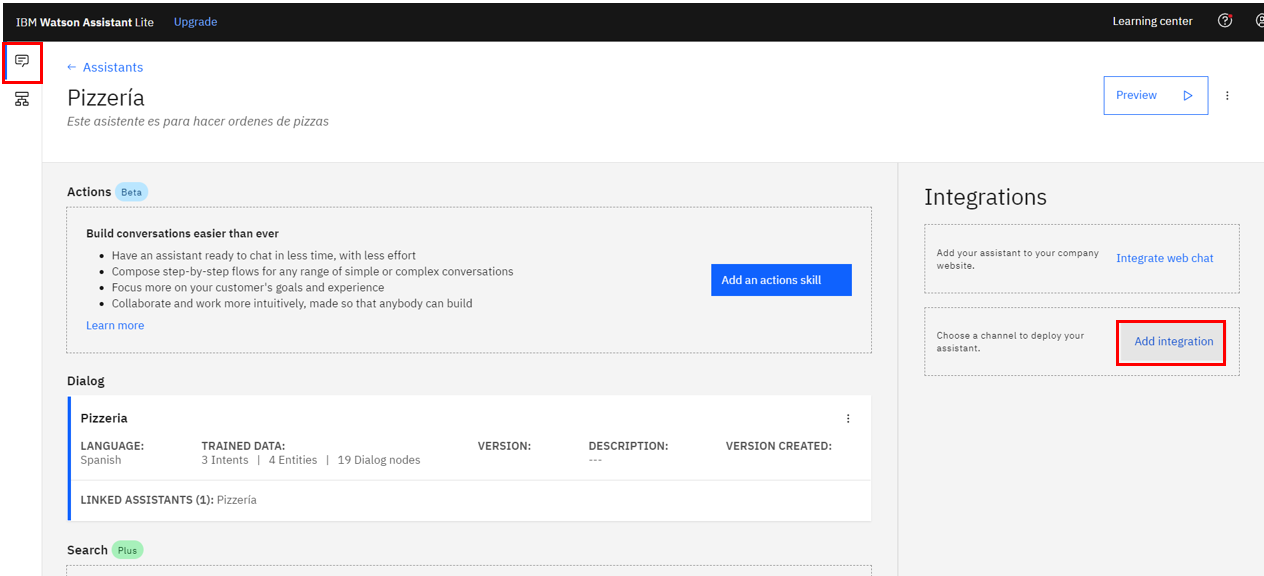 IBM Watson Assistant Lite Upgrade Learning center
← Assistants
Pizzería
Este asistente es para hacer ordenes de pizzas
Preview
Actions Beta
Build conversations easier than ever
• Have an assistant ready to chat in less time, with less effort
• Compose step-by-step flows for any range of simple or complex conversations
• Focus more on your customer's goals and experience
• Collaborate and work more intuitively, made so that anybody can build
Learn more
Add an actions skill
Dialog
Pizzeria
LANGUAGE: TRAINED DATA: VERSION: DESCRIPTION: VERSION CREATED:
Spanish 3 Intents | 4 Entities | 19 Dialog nodes ---
LINKED ASSISTANTS (1): Pizzería
Search Plus
Integrations
Add your assistant to your company
website.
Integrate web chat
Choose a channel to deploy your
assistant.
Add integration